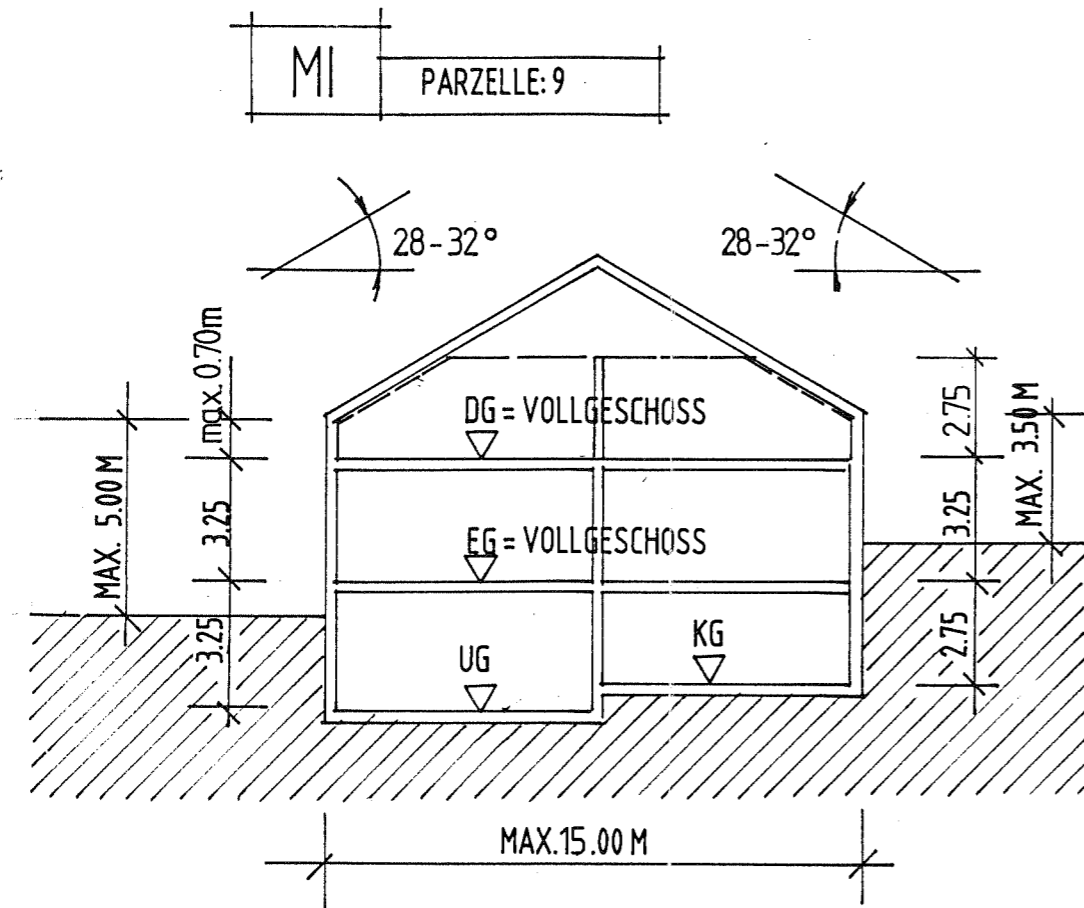 MI
PARZELLE: 9
28-32°
28-32°
max. 0.70m
DG = VOLLGESCHOSS
2.75
MAX. 3.50 M
MAX. 5.00 M
3.25
3.25
EG = VOLLGESCHOSS
3.25
UG
KG
2.75
MAX. 15.00 M